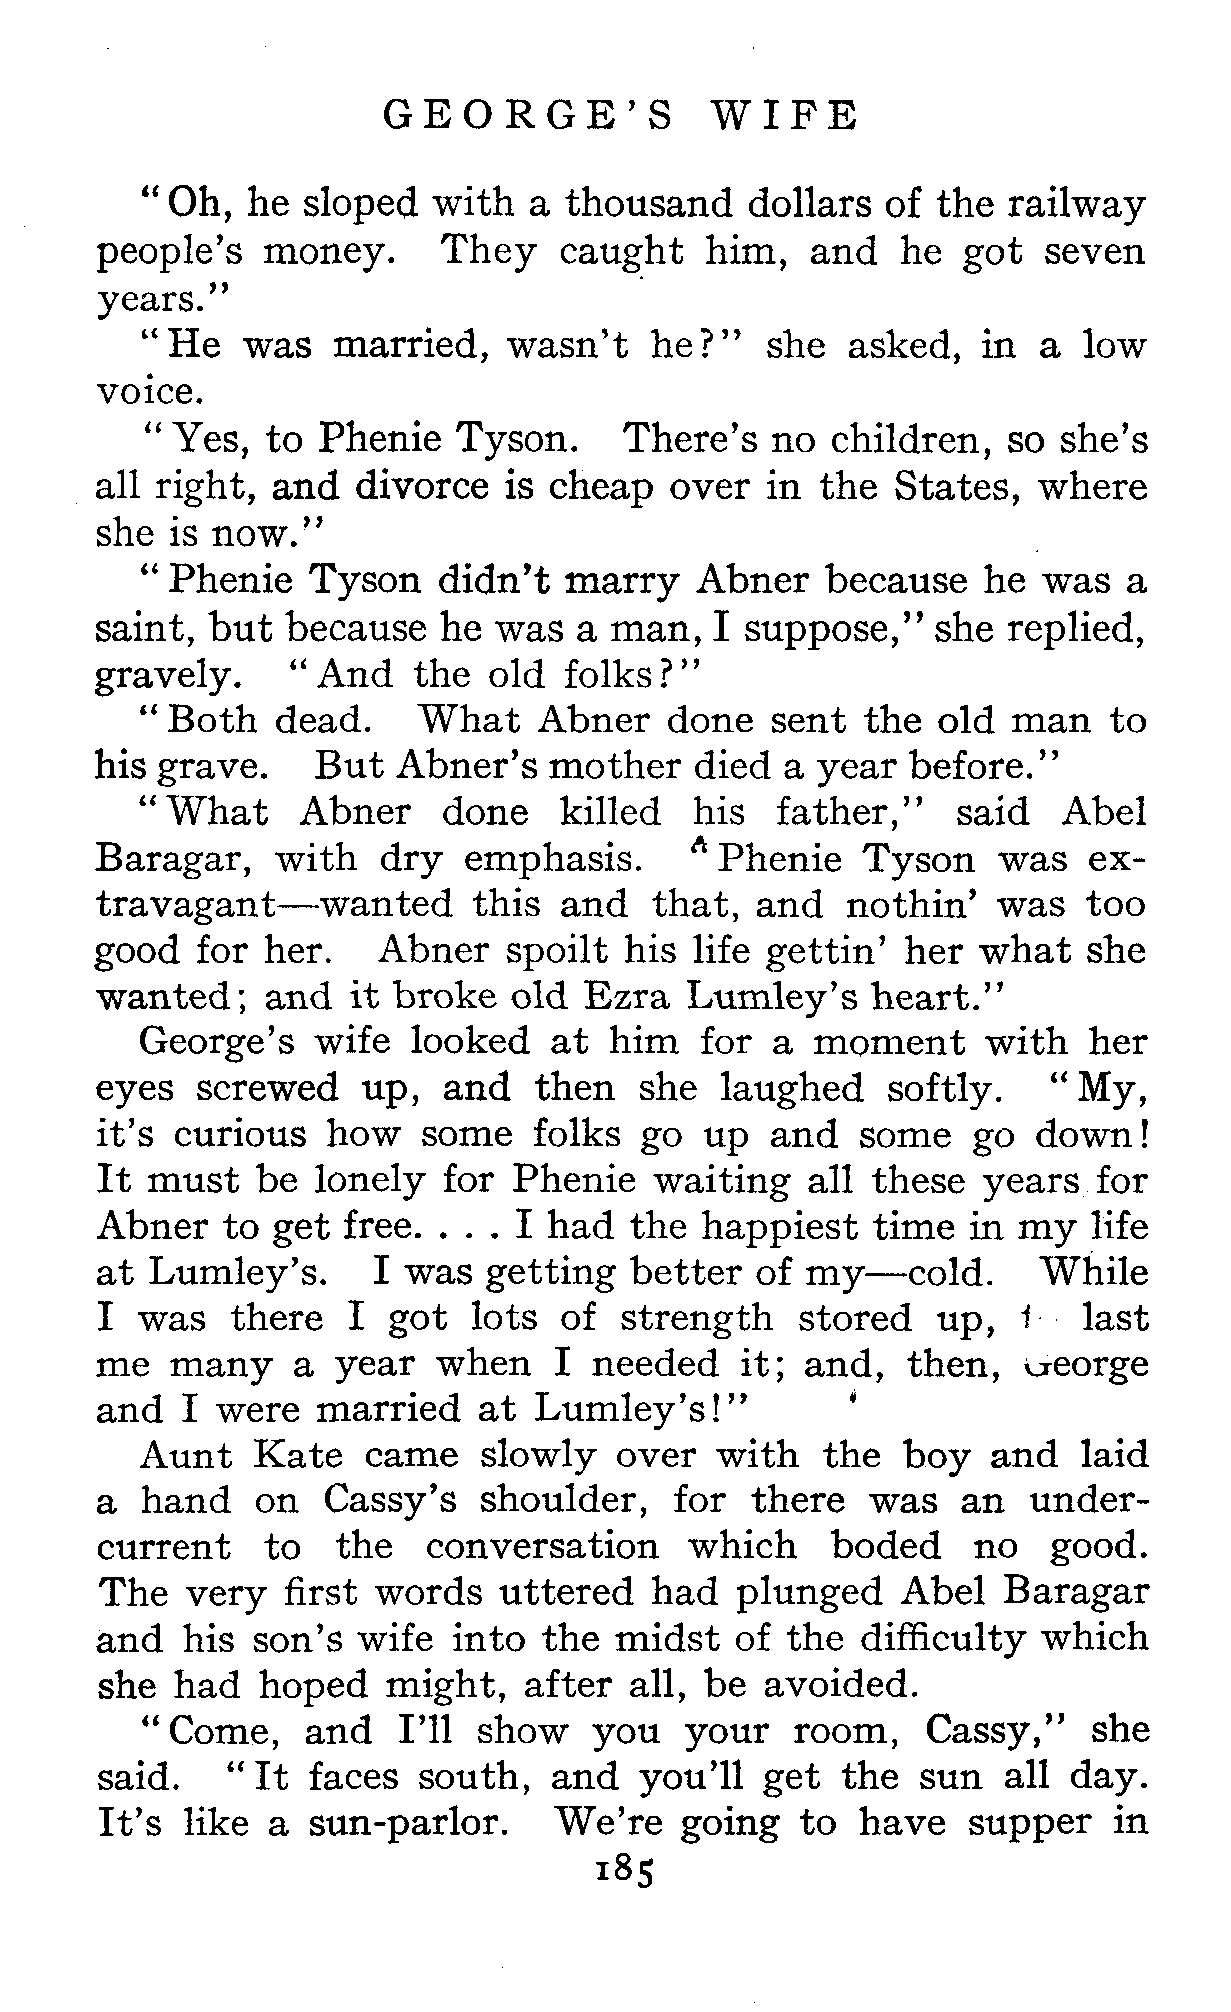 GEORGE'S WIFE
"Oh, he sloped with a thousand dollars of the railway
people's money. They caught him, and he got seven
years."
"He was married, wasn't he?" she asked, in a low
voice.
"Yes, to Phenie Tyson. There's no children, so she's
all right, and divorce is cheap over in the States, where
she is now."
"Phenie Tyson didn't marry Abner because he was a
saint, but because he was a man, I suppose," she replied,
gravely. "And the old folks?"
"Both dead. What Abner done sent the old man to
his grave. But Abner's mother died a year before."
"What Abner done killed his father," said Abel
Baragar, with dry emphasis. "Phenie Tyson was ex-
travagant—wanted this and that, and nothin' was too
good for her. Abner spoilt his life gettin' her what she
wanted; and it broke old Ezra Lumley's heart."
George's wife looked at him for a moment with her
eyes screwed up, and then she laughed softly. "My,
it's curious how some folks go up and some go down!
It must be lonely for Phenie waiting all these years for
Abner to get free. . . . I had the happiest time in my life
at Lumley's. I was getting better of my—cold. While
I was there I got lots of strength stored up, last
me many a year when I needed it; and, then, George
and I were married at Lumley's!"
Aunt Kate came slowly over with the boy and laid
a hand on Cassy's shoulder, for there was an under-
current to the conversation which boded no good.
The very first words uttered had plunged Abel Baragar
and his son's wife into the midst of the difficulty which
she had hoped might, after all, be avoided.
"Come, and I'll show you your room, Cassy," she
said. "It faces south, and you'll get the sun all day.
It's like a sun-parlor. We're going to have supper in
185